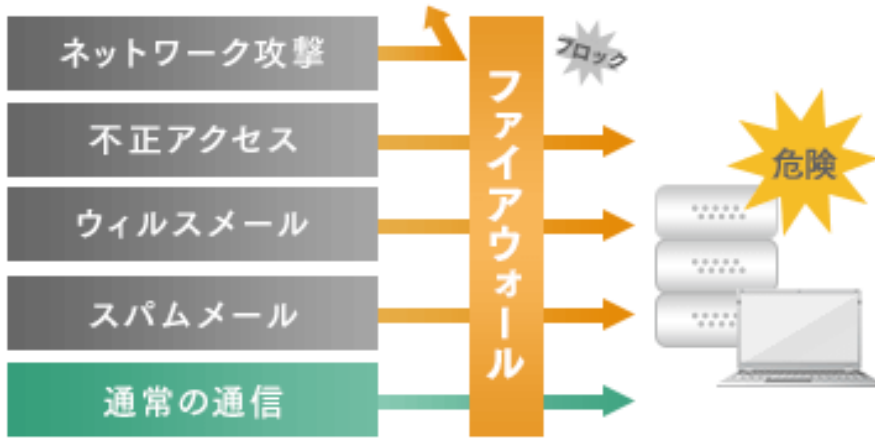 ネットワーク攻撃
ブロック
不正アクセス
危険
ウィルスメール
スパムメール
通常の通信
ファイアウォール